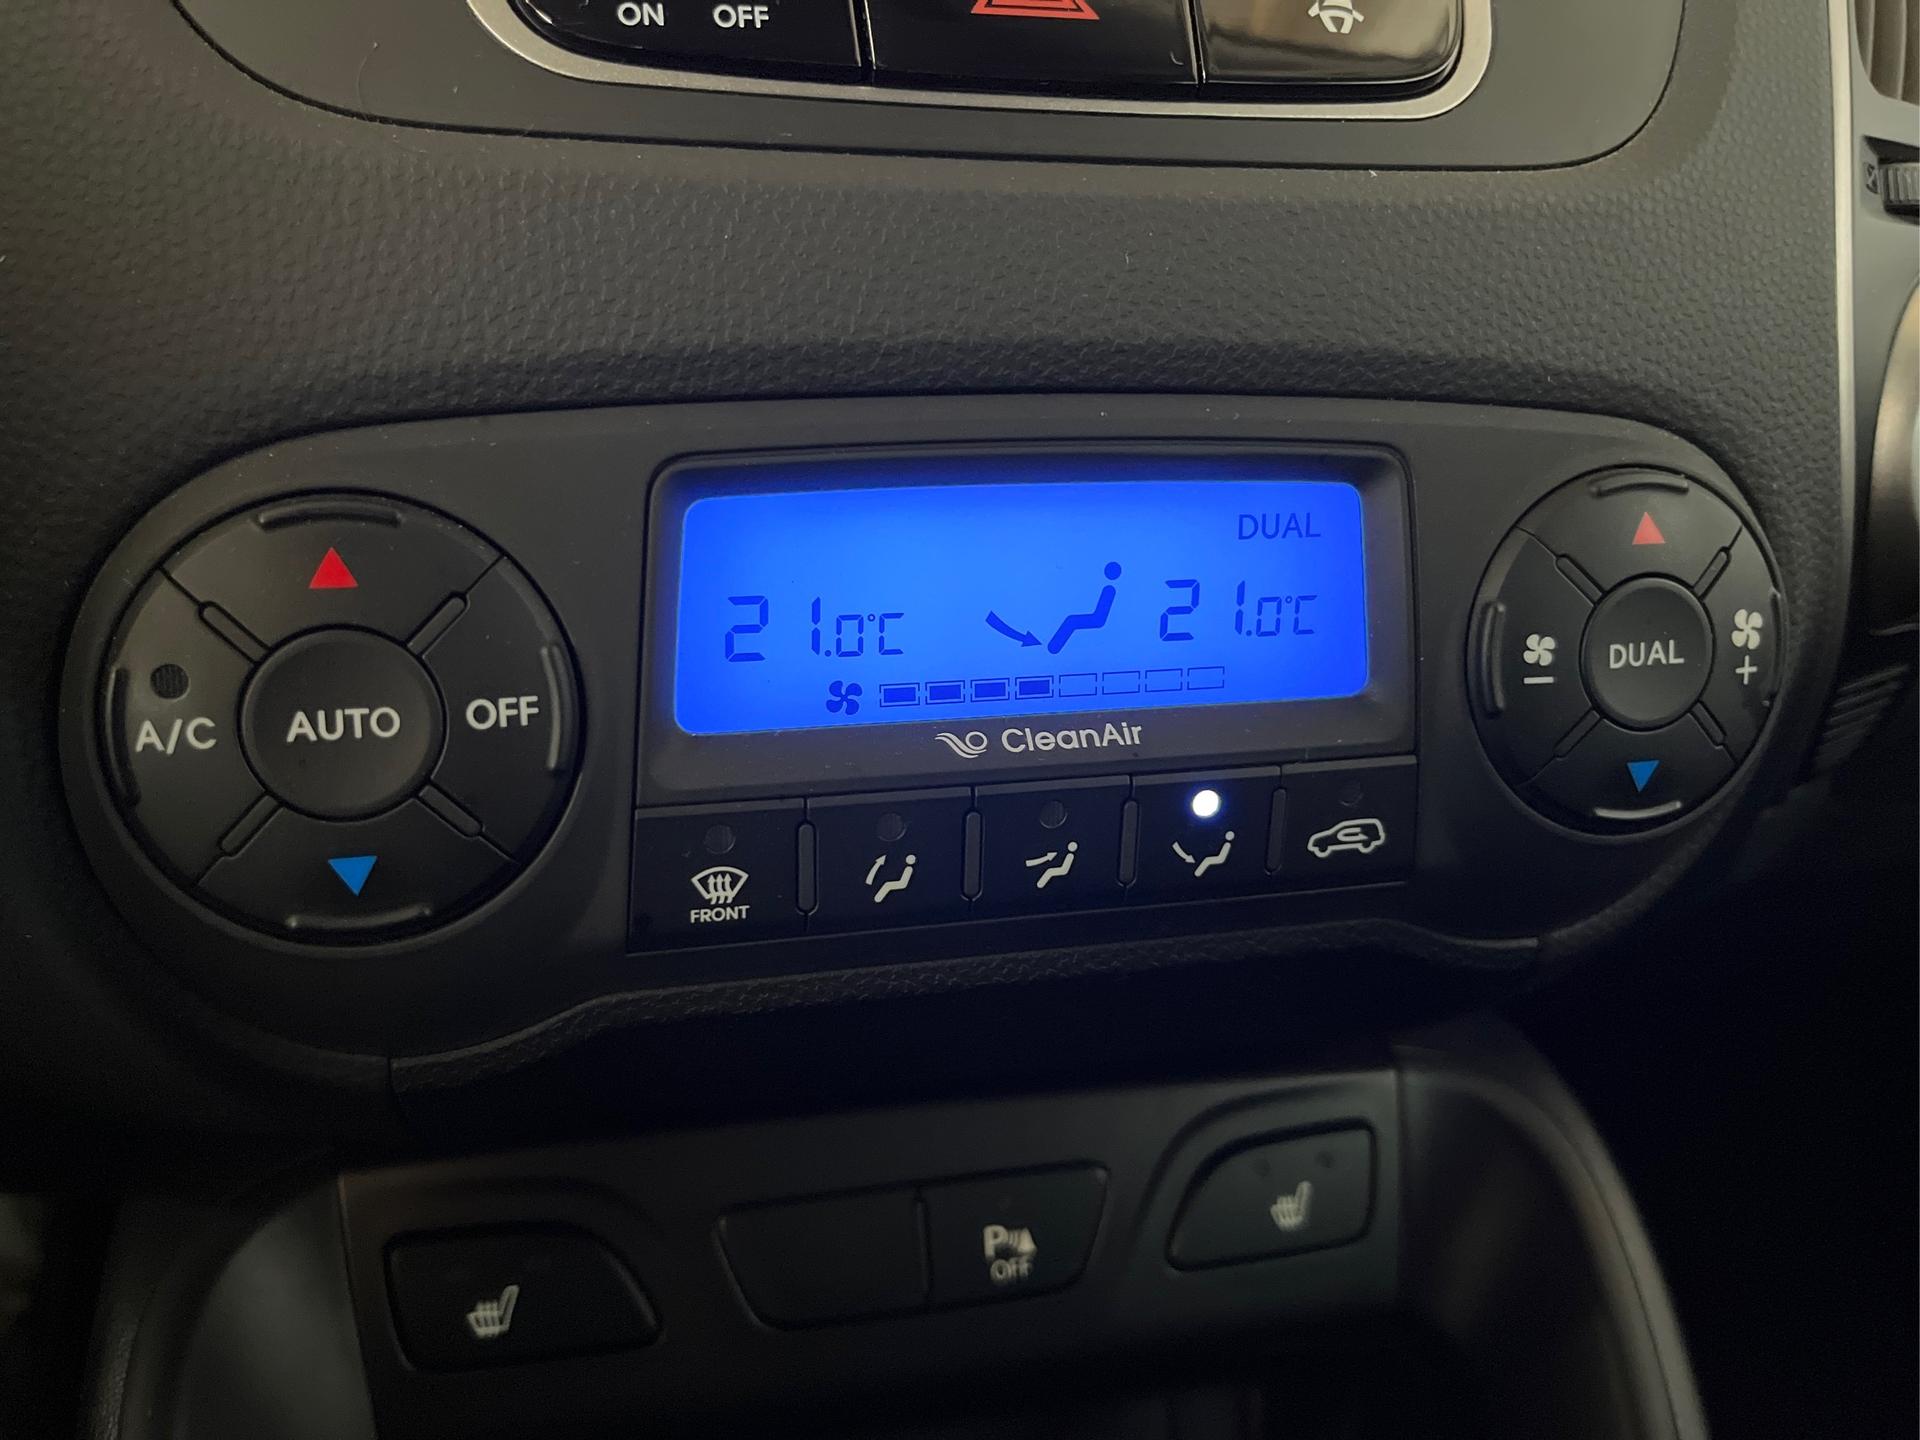 ON OFF
DUAL
21.0°C 21.0°C
A/C AUTO OFF
DUAL
+
−
CleanAir
FRONT
P
OFF